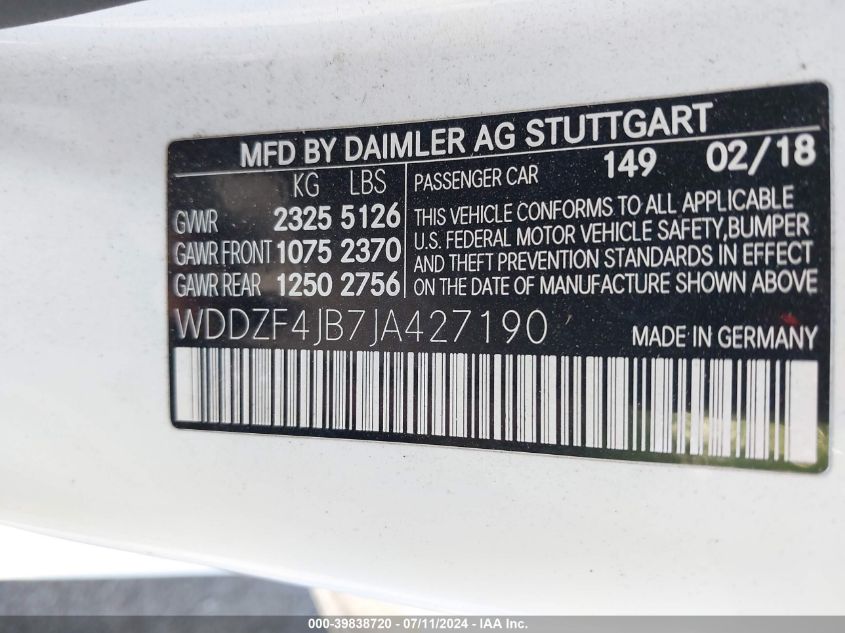 MFD BY DAIMLER AG STUTTGART
KG LBS
GVWR 2325 5126
GAWR FRONT 1075 2370
GAWR REAR 1250 2756
PASSENGER CAR 149 02/18
THIS VEHICLE CONFORMS TO ALL APPLICABLE
U.S. FEDERAL MOTOR VEHICLE SAFETY, BUMPER
AND THEFT PREVENTION STANDARDS IN EFFECT
ON THE DATE OF MANUFACTURE SHOWN ABOVE
WDDZF4JB7JA427190 MADE IN GERMANY
000-39838720 - 07/11/2024 - IAA Inc.